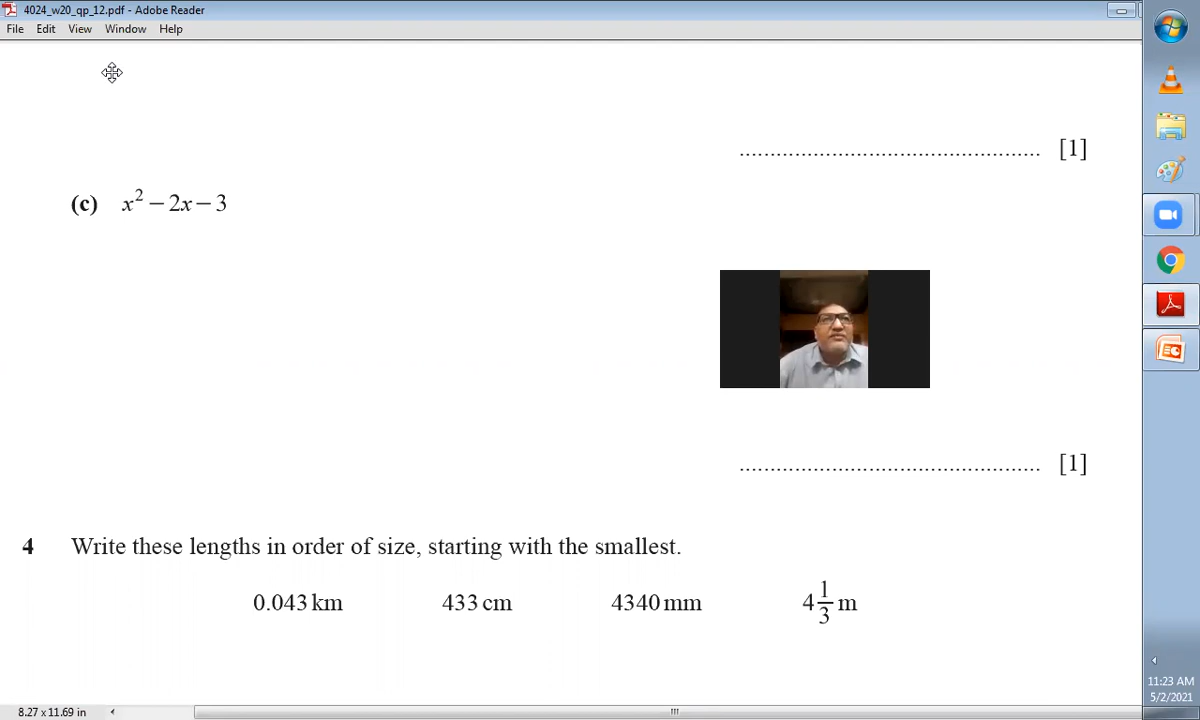 4024_w20_qp_12.pdf - Adobe Reader
File Edit View Window Help
............................................... [1]
(c) x² − 2x − 3
............................................... [1]
4 Write these lengths in order of size, starting with the smallest.
0.043 km 433 cm 4340 mm 4 1/3 m
11:23 AM
5/2/2021
8.27 x 11.69 in